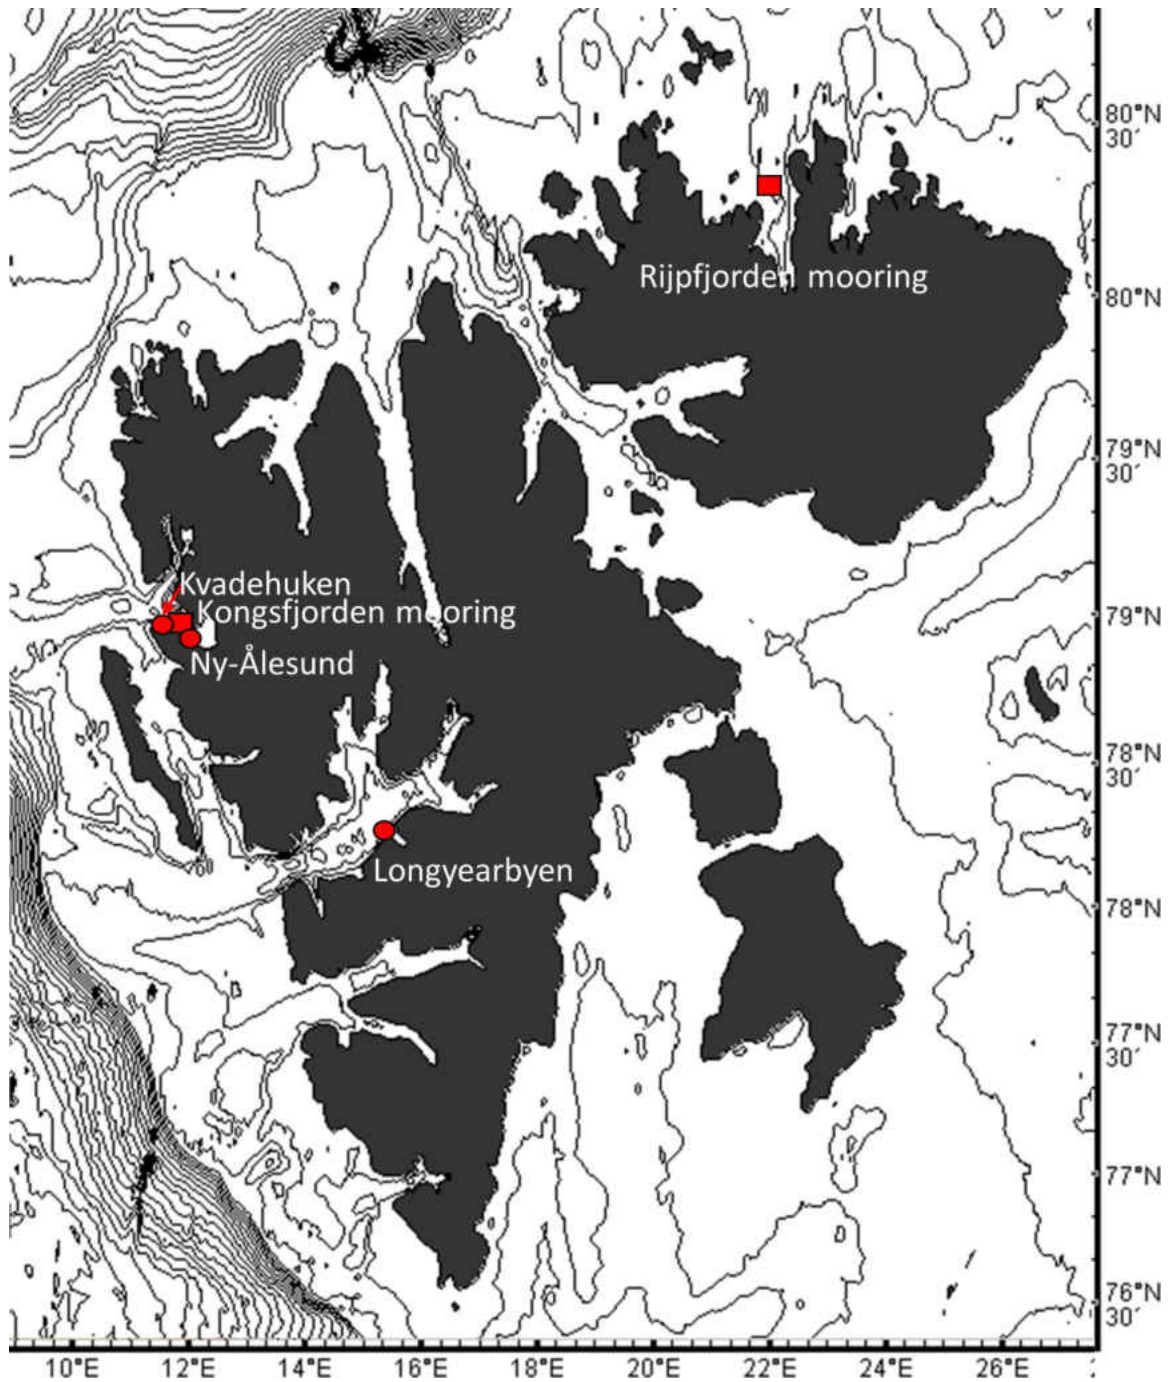 80°N
30´
Rijpfjorden mooring
80°N
79°N
30´
Kvadehuken
Kongsfjorden mooring
79°N
Ny-Ålesund
78°N
30´
Longyearbyen
78°N
77°N
30´
77°N
76°N
30´
10°E 12°E 14°E 16°E 18°E 20°E 22°E 24°E 26°E